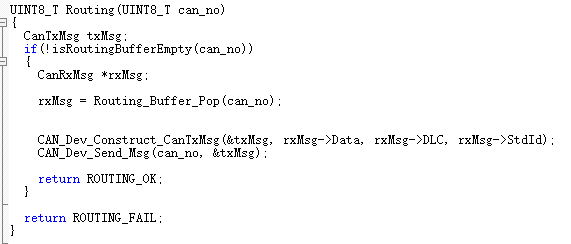 UINT8_T Routing(UINT8_T can_no)
{
CanTxMsg txMsg;
if(!isRoutingBufferEmpty(can_no))
{
CanRxMsg *rxMsg;
rxMsg = Routing_Buffer_Pop(can_no);
CAN_Dev_Construct_CanTxMsg(&txMsg, rxMsg->Data, rxMsg->DLC, rxMsg->StdId);
CAN_Dev_Send_Msg(can_no, &txMsg);
return ROUTING_OK;
}
return ROUTING_FAIL;
}